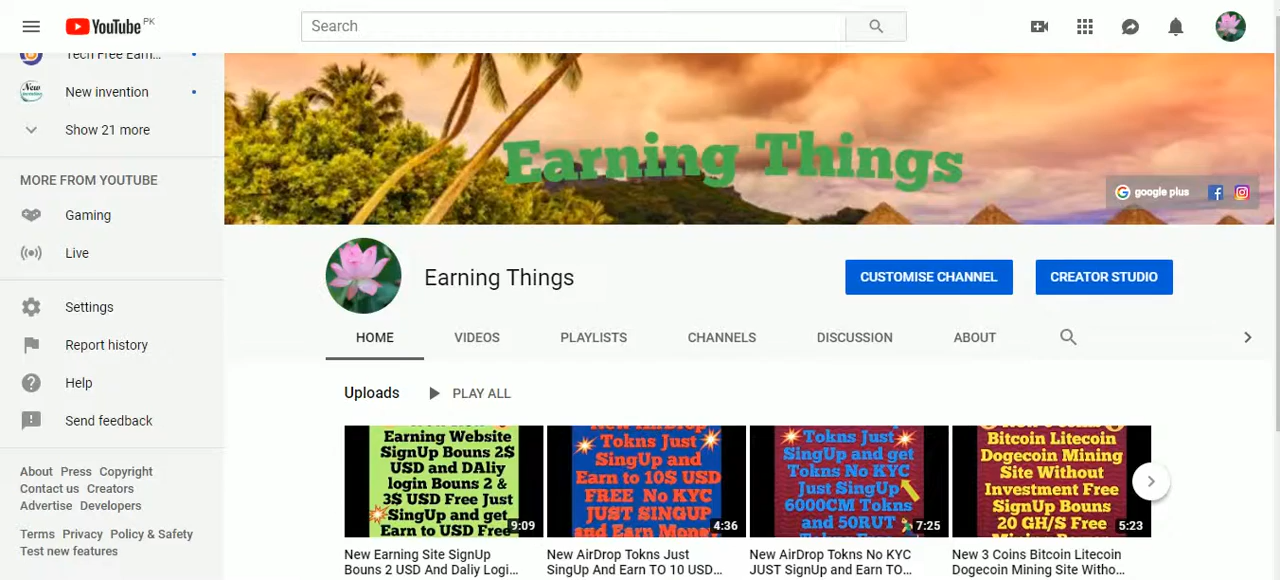 YouTube PK
Search
Tech Free Earn...
New invention
Show 21 more
MORE FROM YOUTUBE
Gaming
Live
Settings
Report history
Help
Send feedback
About Press Copyright
Contact us Creators
Advertise Developers
Terms Privacy Policy & Safety
Test new features
Earning Things
google plus
Earning Things
CUSTOMISE CHANNEL
CREATOR STUDIO
HOME
VIDEOS
PLAYLISTS
CHANNELS
DISCUSSION
ABOUT
Uploads
PLAY ALL
Earning Website
SignUp Bouns 2$
USD and DAliy
login Bouns 2 &
3$ USD Free Just
SingUp and get
Earn to USD Free
9:09
New Earning Site SignUp
Bouns 2 USD And Daliy Logi...
New AirDrop
Tokns Just
SingUp and
Earn to 10$ USD
FREE No KYC
JUST SINGUP
and Earn Money
4:36
New AirDrop Tokns Just
SingUp And Earn TO 10 USD...
Tokns Just
SingUp and get
Tokns No KYC
Just SingUp
6000CM Tokns
and 50RUT
7:25
New AirDrop Tokns No KYC
JUST SignUp and Earn TO...
Bitcoin Litecoin
Dogecoin Mining
Site Without
Investment Free
SignUp Bouns
20 GH/S Free
5:23
New 3 Coins Bitcoin Litecoin
Dogecoin Mining Site Witho...